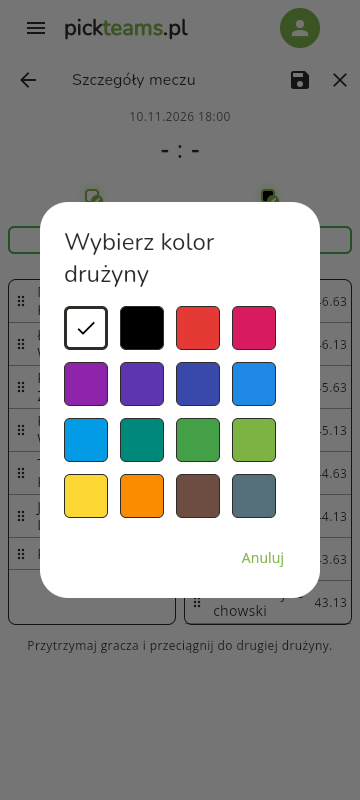 pickteams.pl
Szczegóły meczu
10.11.2026 18:00
- : -
Wybierz kolor
drużyny
Anuluj
46.63
46.13
45.63
45.13
44.63
44.13
43.63
chowski 43.13
Przytrzymaj gracza i przeciągnij do drugiej drużyny.